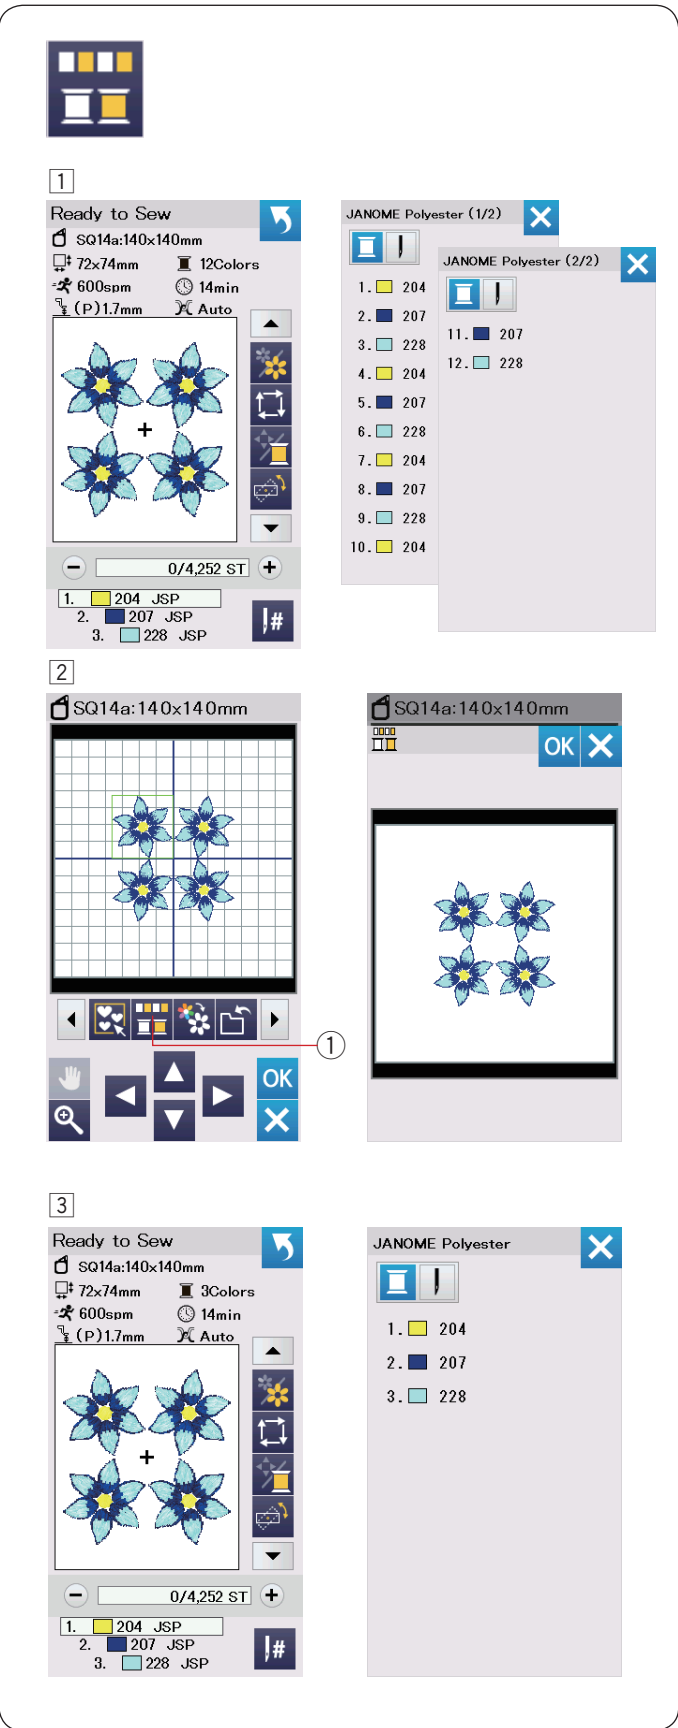 1
Ready to Sew
SQ14a:140x140mm
72x74mm 12Colors
600spm 14min
(P)1.7mm Auto
0/4,252 ST
1. 204 JSP
2. 207 JSP
3. 228 JSP
#
JANOME Polyester (1/2)
1. 204
2. 207
3. 228
4. 204
5. 207
6. 228
7. 204
8. 207
9. 228
10. 204
JANOME Polyester (2/2)
11. 207
12. 228
2
SQ14a:140x140mm
1
OK
SQ14a:140x140mm
OK
3
Ready to Sew
SQ14a:140x140mm
72x74mm 3Colors
600spm 14min
(P)1.7mm Auto
0/4,252 ST
1. 204 JSP
2. 207 JSP
3. 228 JSP
#
JANOME Polyester
1. 204
2. 207
3. 228